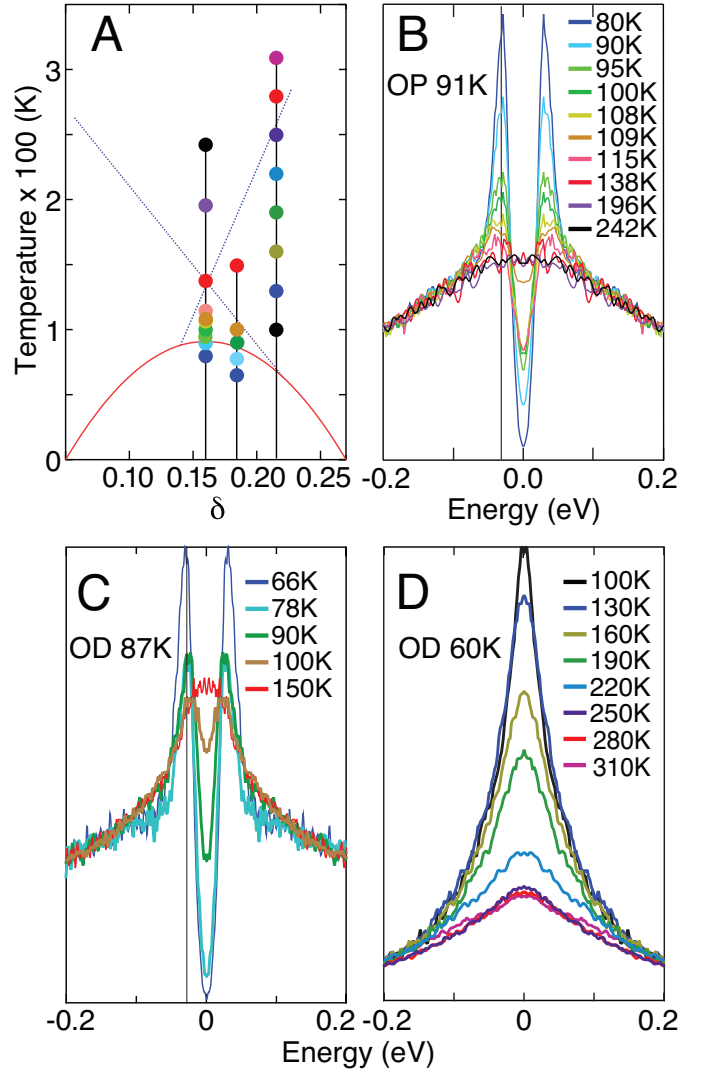 A
Temperature x 100 (K)
3
2
1
0
0.10
0.15
0.20
0.25
δ
B
OP 91K
80K
90K
95K
100K
108K
109K
115K
138K
196K
242K
-0.2
0.0
0.2
Energy (eV)
C
OD 87K
66K
78K
90K
100K
150K
-0.2
0
0.2
D
OD 60K
100K
130K
160K
190K
220K
250K
280K
310K
-0.2
0
0.2
Energy (eV)